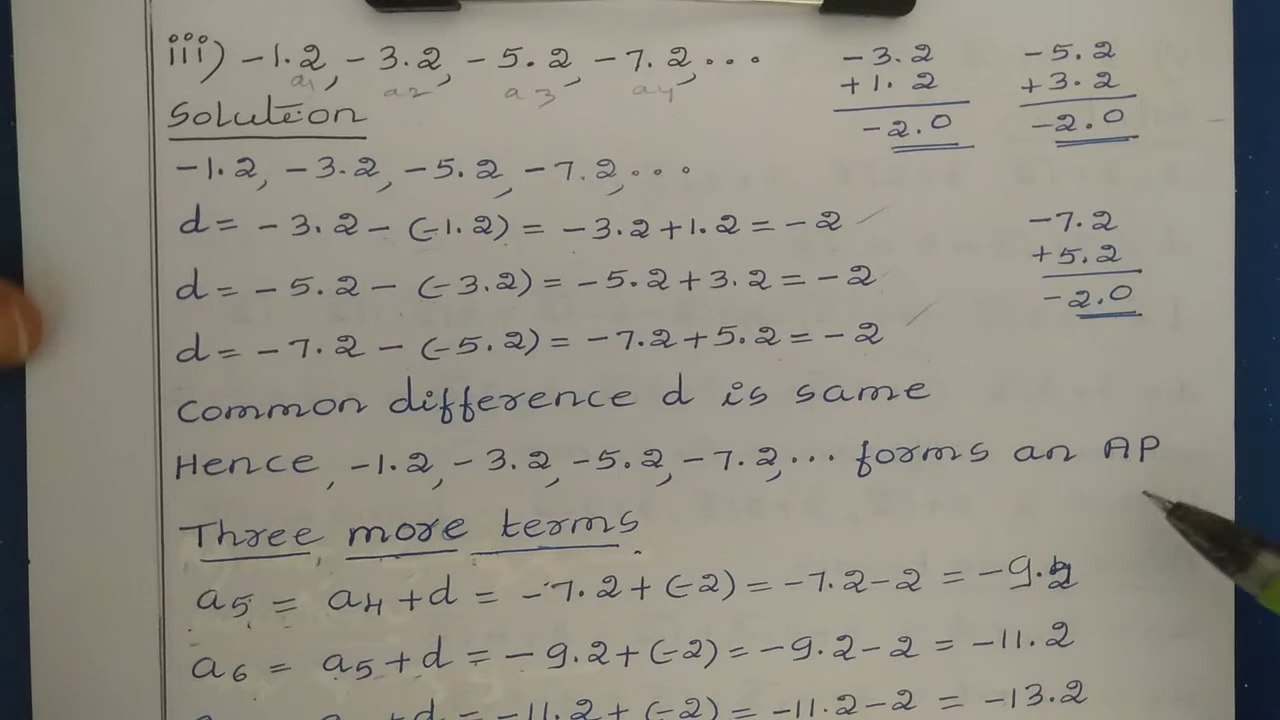 iii) -1.2, -3.2, -5.2, -7.2, ...
a1 a2 a3 a4
Solution
-1.2, -3.2, -5.2, -7.2, ...
d = -3.2 - (-1.2) = -3.2 + 1.2 = -2
d = -5.2 - (-3.2) = -5.2 + 3.2 = -2
d = -7.2 - (-5.2) = -7.2 + 5.2 = -2
Common difference d is same
Hence, -1.2, -3.2, -5.2, -7.2, ... forms an AP
Three more terms
a5 = a4 + d = -7.2 + (-2) = -7.2 - 2 = -9.2
a6 = a5 + d = -9.2 + (-2) = -9.2 - 2 = -11.2
+ d = -11.2 + (-2) = -11.2 - 2 = -13.2
-3.2
+1.2
-2.0
-5.2
+3.2
-2.0
-7.2
+5.2
-2.0